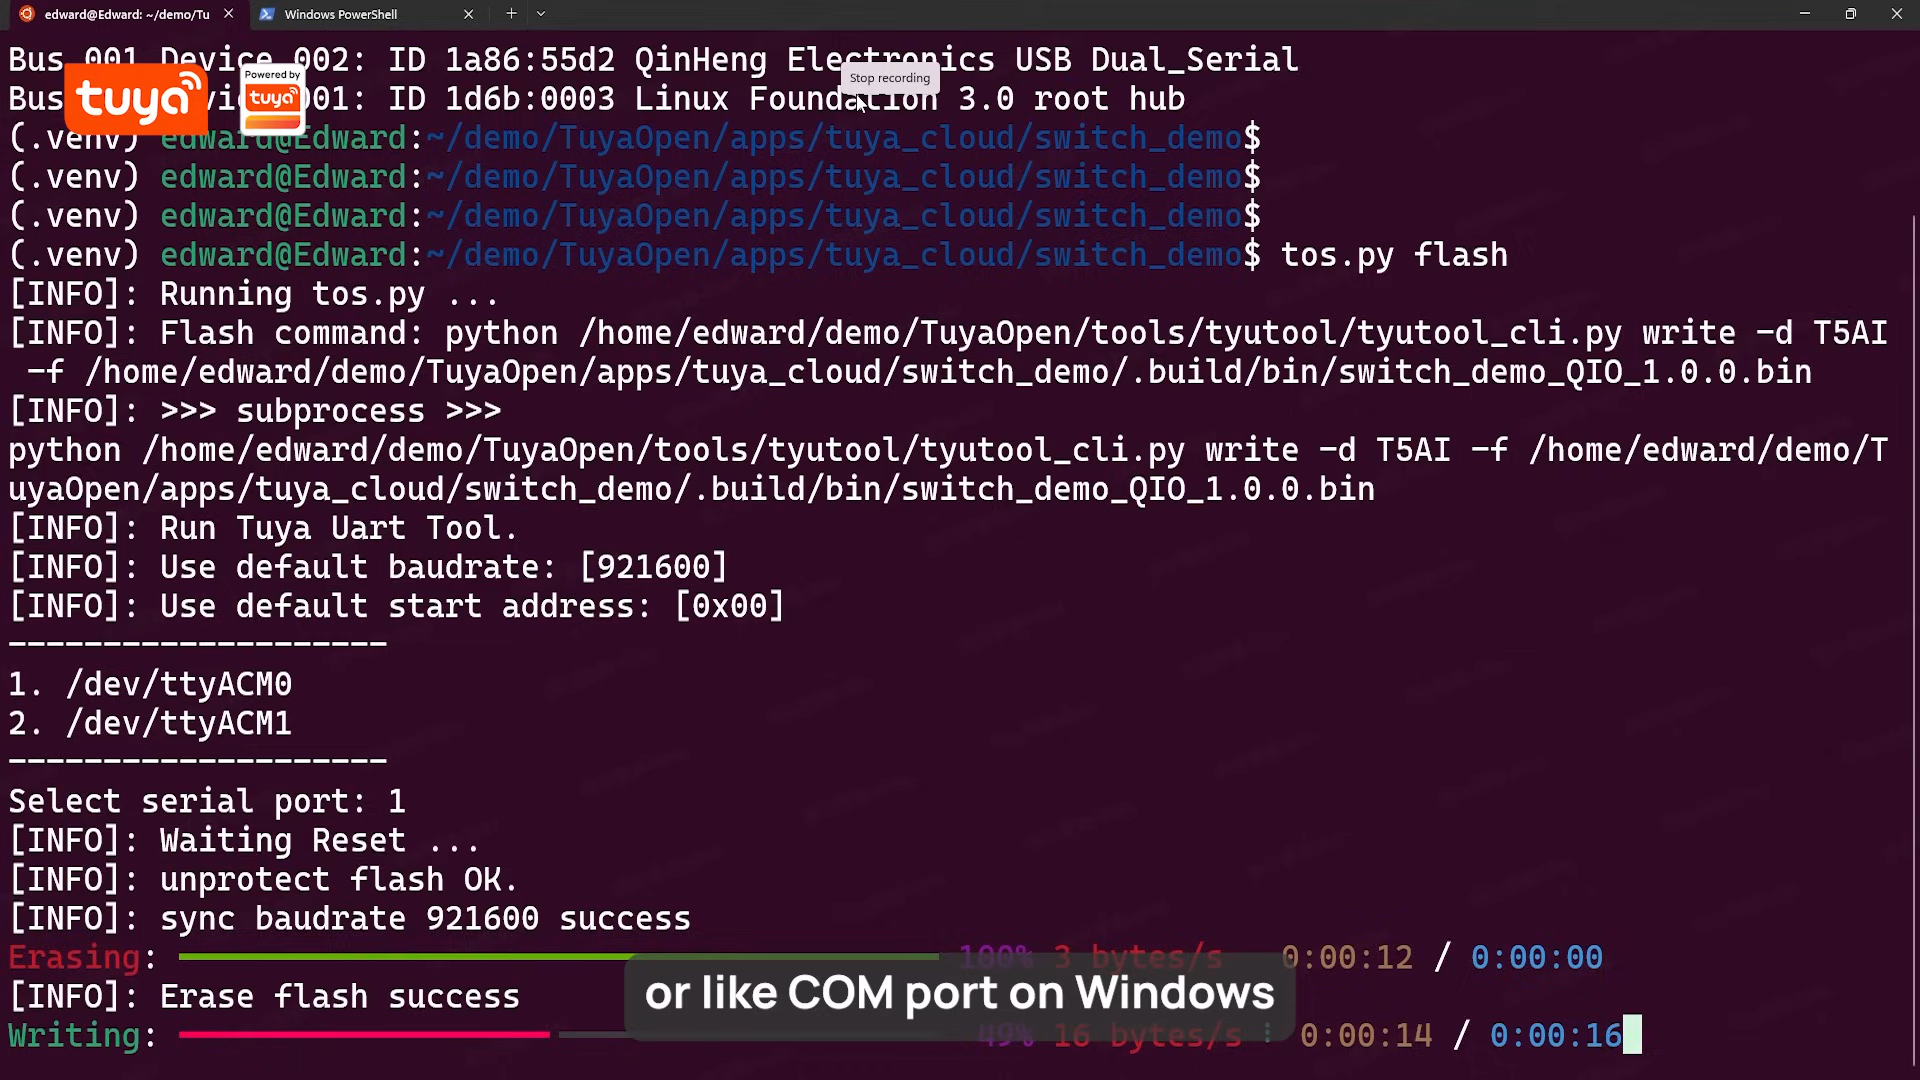 edward@Edward: ~/demo/Tu
Windows PowerShell
Bus 001 Device 002: ID 1a86:55d2 QinHeng Electronics USB Dual_Serial
Stop recording
Bus 001: ID 1d6b:0003 Linux Foundation 3.0 root hub
tuya
Powered by
tuya
(.venv) edward@Edward:~/demo/TuyaOpen/apps/tuya_cloud/switch_demo$
(.venv) edward@Edward:~/demo/TuyaOpen/apps/tuya_cloud/switch_demo$
(.venv) edward@Edward:~/demo/TuyaOpen/apps/tuya_cloud/switch_demo$
(.venv) edward@Edward:~/demo/TuyaOpen/apps/tuya_cloud/switch_demo$ tos.py flash
[INFO]: Running tos.py ...
[INFO]: Flash command: python /home/edward/demo/TuyaOpen/tools/tyutool/tyutool_cli.py write -d T5AI
-f /home/edward/demo/TuyaOpen/apps/tuya_cloud/switch_demo/.build/bin/switch_demo_QIO_1.0.0.bin
[INFO]: >>> subprocess >>>
python /home/edward/demo/TuyaOpen/tools/tyutool/tyutool_cli.py write -d T5AI -f /home/edward/demo/T
uyaOpen/apps/tuya_cloud/switch_demo/.build/bin/switch_demo_QIO_1.0.0.bin
[INFO]: Run Tuya Uart Tool.
[INFO]: Use default baudrate: [921600]
[INFO]: Use default start address: [0x00]
--------------------
1. /dev/ttyACM0
2. /dev/ttyACM1
--------------------
Select serial port: 1
[INFO]: Waiting Reset ...
[INFO]: unprotect flash OK.
[INFO]: sync baudrate 921600 success
Erasing: 100% 3 bytes/s 0:00:12 / 0:00:00
[INFO]: Erase flash success
or like COM port on Windows
Writing: 49% 16 bytes/s : 0:00:14 / 0:00:16